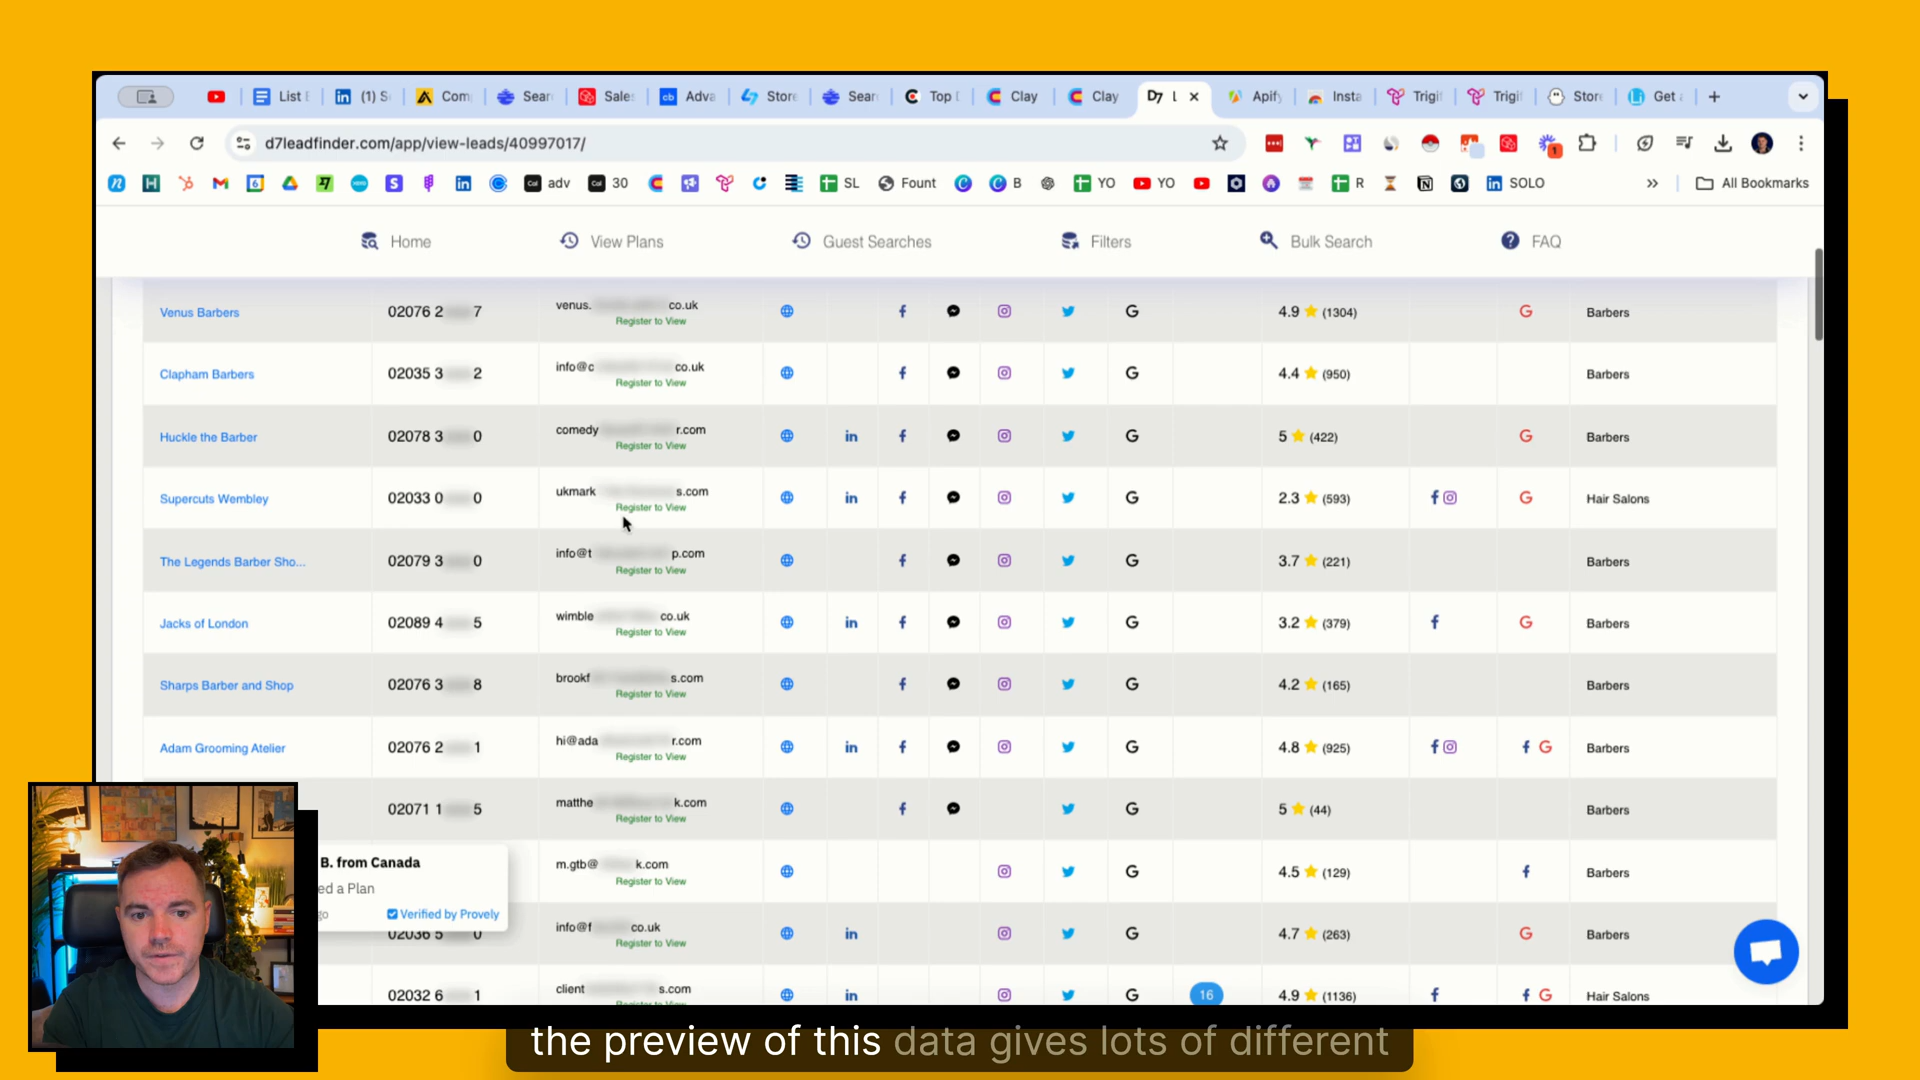 List
(1) S
Com
Sear
Sale
Adva
Store
Sear
Top
Clay
Clay
D7 L
Apify
Insta
Trigi
Trigi
Store
Get
d7leadfinder.com/app/view-leads/40997017/
adv
30
SL
Fount
B
YO
YO
R
SOLO
All Bookmarks
Home
View Plans
Guest Searches
Filters
Bulk Search
FAQ
Venus Barbers 02076 2 7 venus. co.uk 4.9 (1304) Barbers
Register to View
Clapham Barbers 02035 3 2 info@c co.uk 4.4 (950) Barbers
Register to View
Huckle the Barber 02078 3 0 comedy r.com 5 (422) Barbers
Register to View
Supercuts Wembley 02033 0 0 ukmark s.com 2.3 (593) Hair Salons
Register to View
The Legends Barber Sho... 02079 3 0 info@t p.com 3.7 (221) Barbers
Register to View
Jacks of London 02089 4 5 wimble co.uk 3.2 (379) Barbers
Register to View
Sharps Barber and Shop 02076 3 8 brookf s.com 4.2 (165) Barbers
Register to View
Adam Grooming Atelier 02076 2 1 hi@ada r.com 4.8 (925) Barbers
Register to View
02071 1 5 matthe k.com 5 (44) Barbers
Register to View
m.gtb@ k.com 4.5 (129) Barbers
Register to View
02036 5 0 info@f co.uk 4.7 (263) Barbers
Register to View
02032 6 1 client s.com 16 4.9 (1136) Hair Salons
Register to View
B. from Canada
ed a Plan
go Verified by Provely
the preview of this data gives lots of different